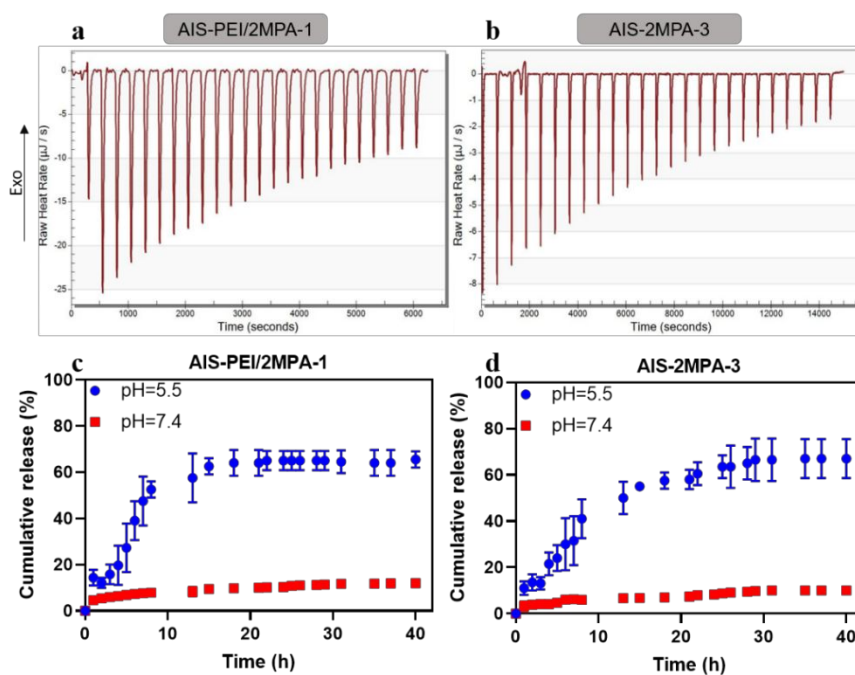 a AIS-PEI/2MPA-1
b AIS-2MPA-3
Exo
Raw Heat Rate (µJ / s)
0
-5
-10
-15
-20
-25
0 1000 2000 3000 4000 5000 6000
Time (seconds)
Raw Heat Rate (µJ / s)
0
-1
-2
-3
-4
-5
-6
-7
-8
0 2000 4000 6000 8000 10000 12000 14000
Time (seconds)
c AIS-PEI/2MPA-1
pH=5.5
pH=7.4
Cumulative release (%)
100
80
60
40
20
0
0 10 20 30 40
Time (h)
d AIS-2MPA-3
pH=5.5
pH=7.4
Cumulative release (%)
100
80
60
40
20
0
0 10 20 30 40
Time (h)